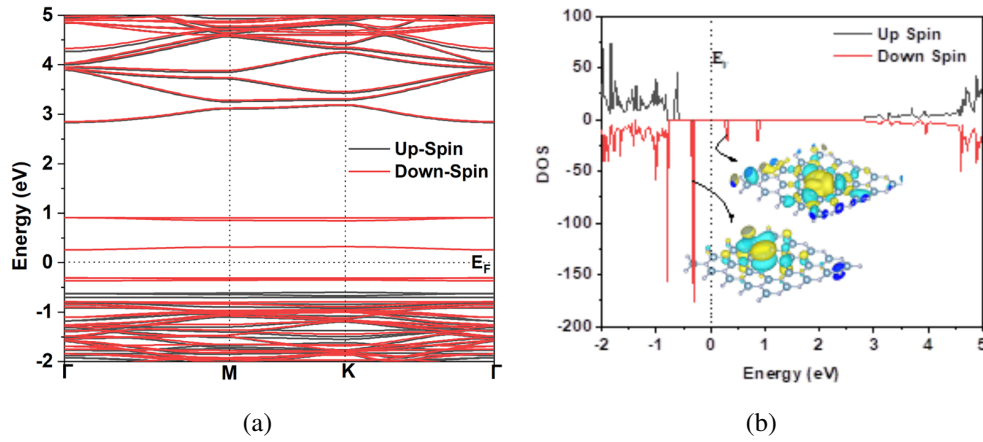 5
4
3
2
1
0
-1
-2
Energy (eV)
Up-Spin
Down-Spin
E_F
Γ
M
K
Γ
(a)
100
50
0
-50
-100
-150
-200
DOS
Up Spin
Down Spin
E_F
-2
-1
0
1
2
3
4
5
Energy (eV)
(b)